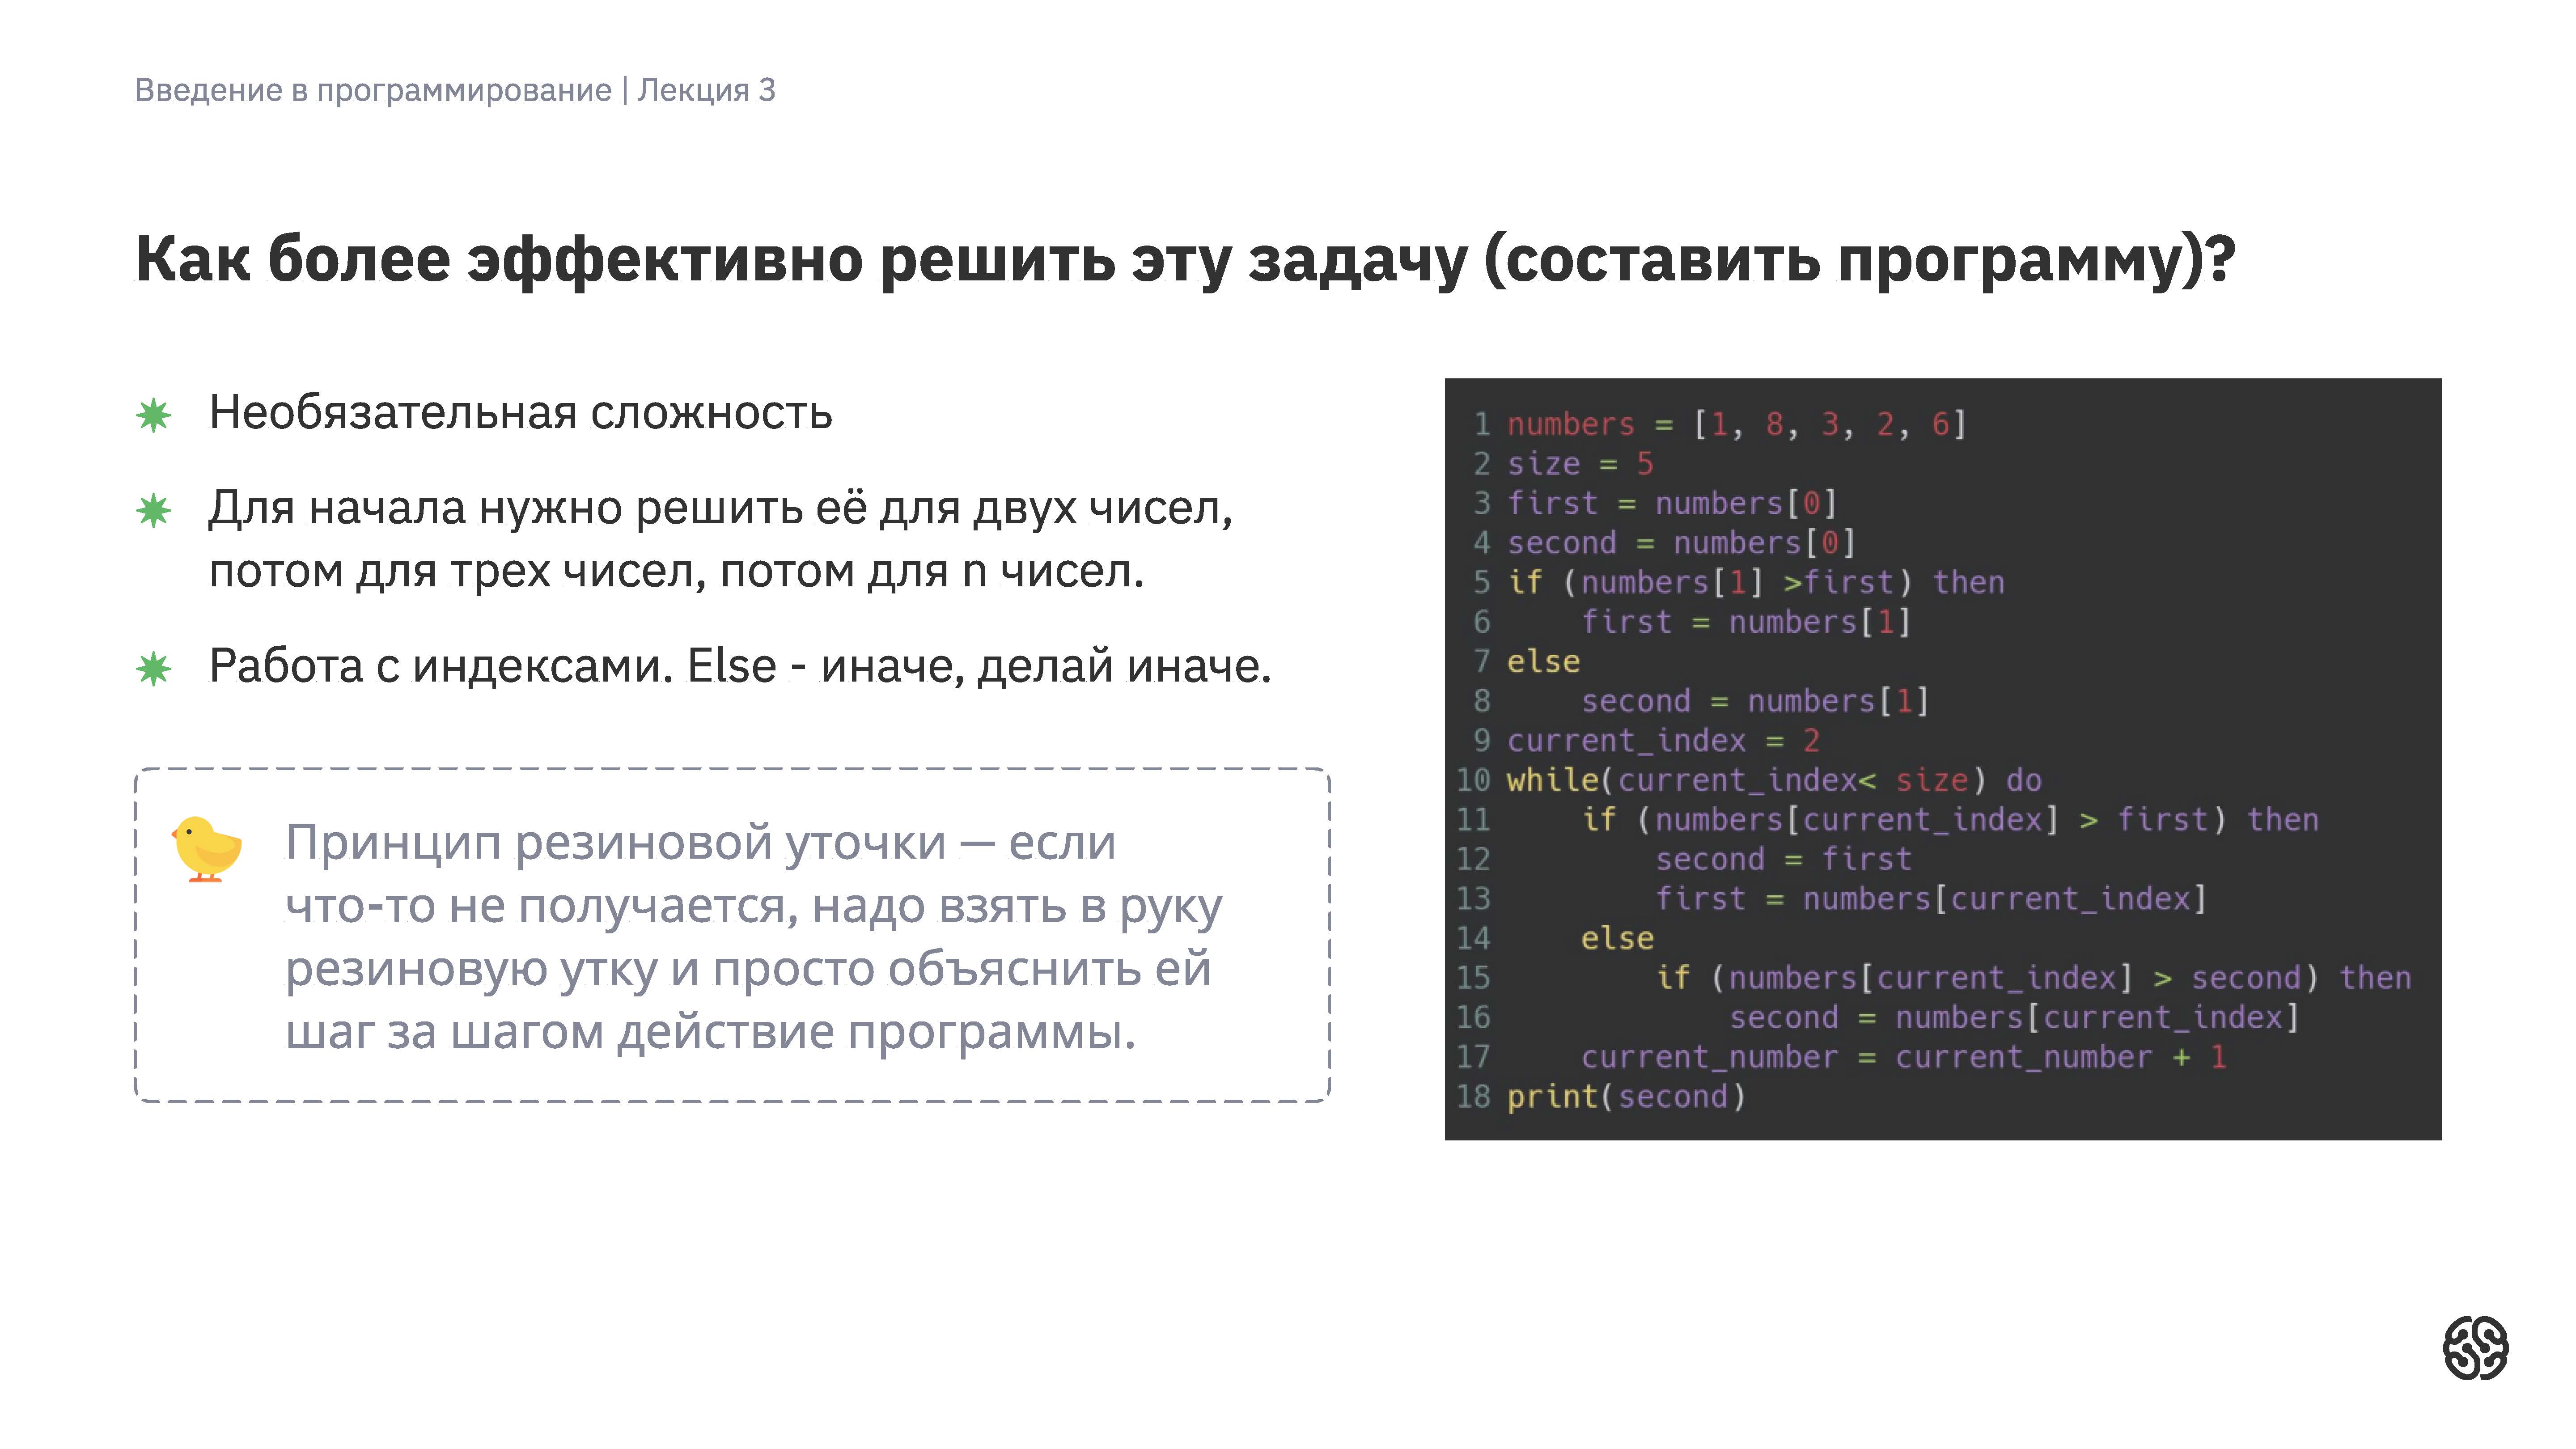 Введение в программирование | Лекция 3
Как более эффективно решить эту задачу (составить программу)?
Необязательная сложность
Для начала нужно решить её для двух чисел,
потом для трех чисел, потом для n чисел.
Работа с индексами. Else - иначе, делай иначе.
Принцип резиновой уточки — если
что-то не получается, надо взять в руку
резиновую утку и просто объяснить ей
шаг за шагом действие программы.
1 numbers = [1, 8, 3, 2, 6]
2 size = 5
3 first = numbers[0]
4 second = numbers[0]
5 if (numbers[1] >first) then
6     first = numbers[1]
7 else
8     second = numbers[1]
9 current_index = 2
10 while(current_index< size) do
11     if (numbers[current_index] > first) then
12         second = first
13         first = numbers[current_index]
14     else
15         if (numbers[current_index] > second) then
16             second = numbers[current_index]
17     current_number = current_number + 1
18 print(second)